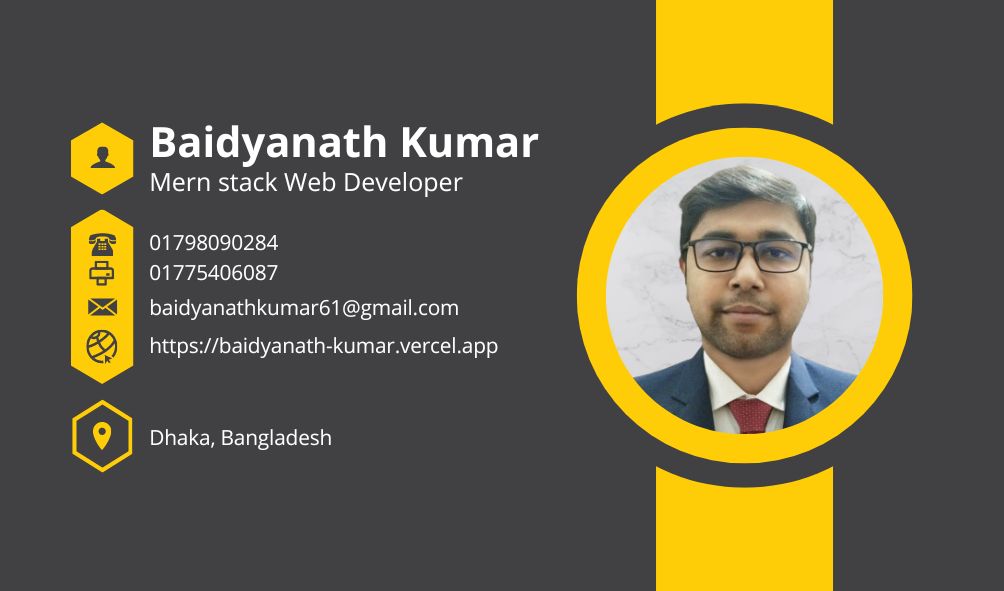 Baidyanath Kumar
Mern stack Web Developer
01798090284
01775406087
baidyanathkumar61@gmail.com
https://baidyanath-kumar.vercel.app
Dhaka, Bangladesh